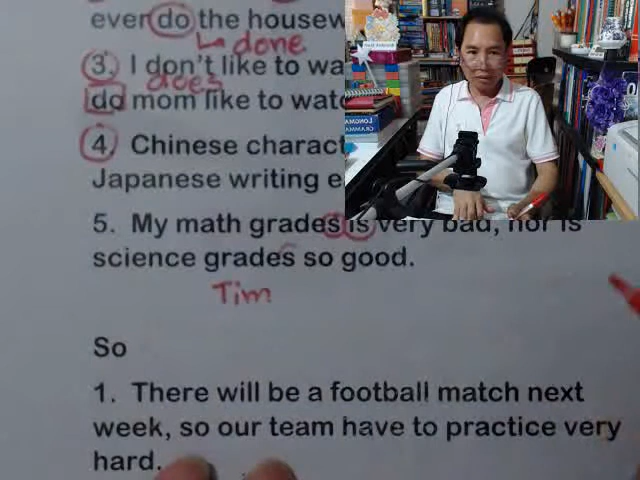 ever do the housew
done
3. I don't like to wa
does
do mom like to watc
4. Chinese charact
Japanese writing e
5. My math grades is very bad, nor is
science grades so good.
Tim
So
1. There will be a football match next
week, so our team have to practice very
hard.
LONGMAN
GRAMMAR